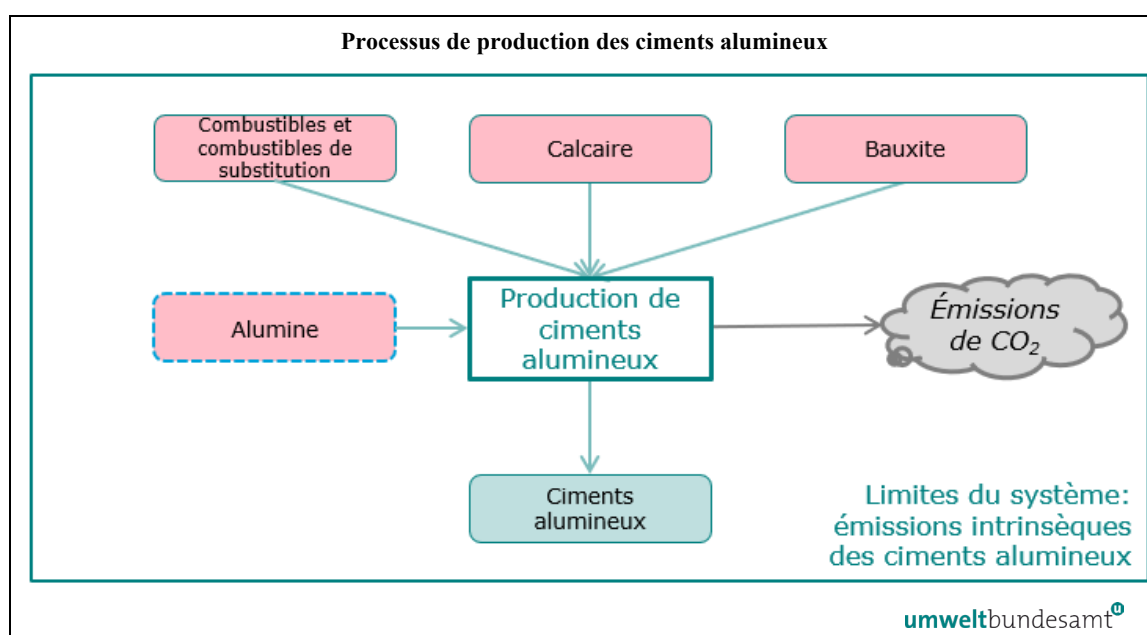 Processus de production des ciments alumineux
Combustibles et
combustibles de
substitution
Calcaire
Bauxite
Alumine
Production de
ciments
alumineux
Émissions
de CO₂
Ciments
alumineux
Limites du système:
émissions intrinsèques
des ciments alumineux
umweltbundesamt u